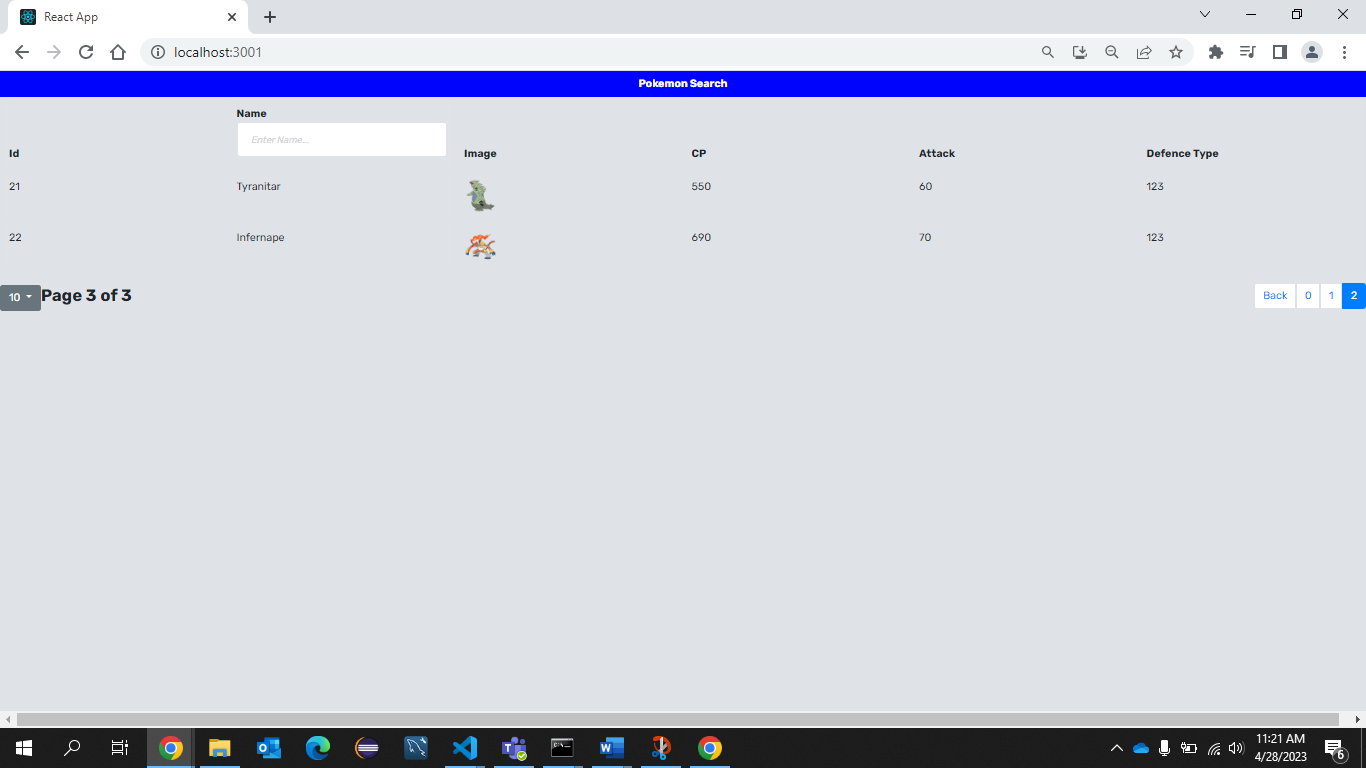 React App
localhost:3001
Pokemon Search
Name
Enter Name...
Id Image CP Attack Defence Type
21 Tyranitar 550 60 123
22 Infernape 690 70 123
10 Page 3 of 3 Back 0 1 2
11:21 AM
4/28/2023
6